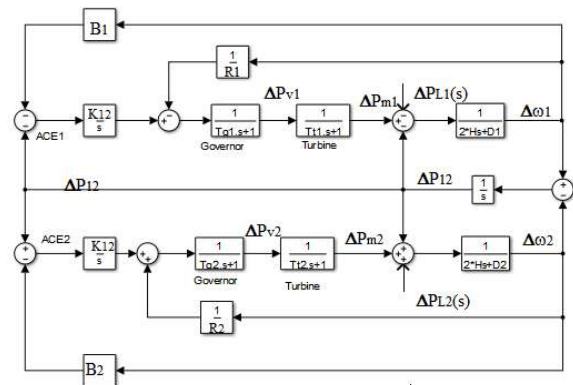 B1
1
R1
ΔPv1
ΔPm1
ΔPL1(s)
K12
s
1
Tg1.s+1
1
Tt1.s+1
1
2*Hs+D1
Δω1
ACE1
Governor
Turbine
ΔP12
ΔP12
1
s
ACE2
K12
s
ΔPv2
1
Tg2.s+1
1
Tt2.s+1
ΔPm2
1
2*Hs+D2
Δω2
Governor
Turbine
1
R2
ΔPL2(s)
B2